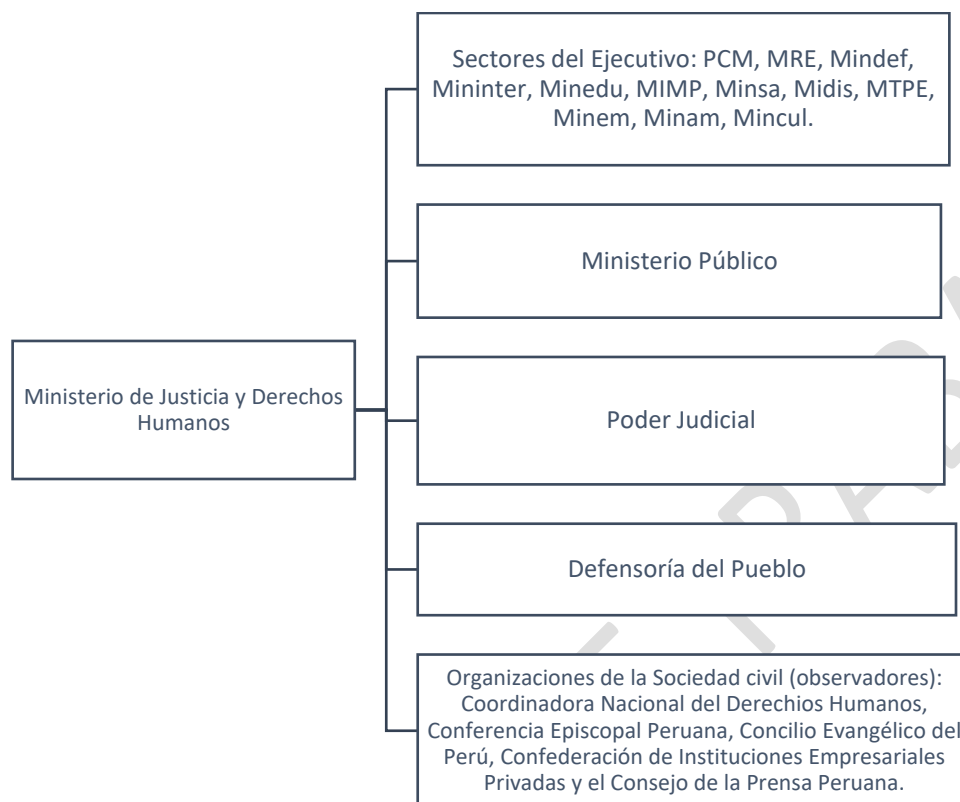 Sectores del Ejecutivo: PCM, MRE, Mindef,
Mininter, Minedu, MIMP, Minsa, Midis, MTPE,
Minem, Minam, Mincul.
Ministerio Público
Ministerio de Justicia y Derechos
Humanos
Poder Judicial
Defensoría del Pueblo
Organizaciones de la Sociedad civil (observadores):
Coordinadora Nacional del Derechios Humanos,
Conferencia Episcopal Peruana, Concilio Evangélico del
Perú, Confederación de Instituciones Empresariales
Privadas y el Consejo de la Prensa Peruana.